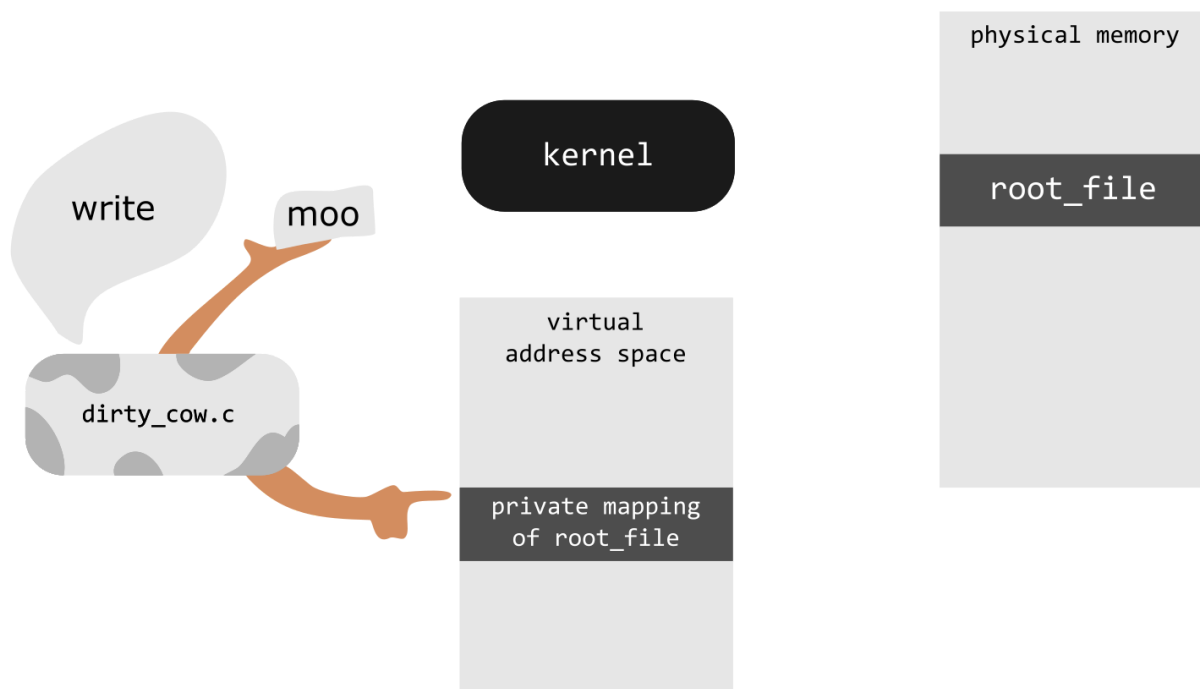 physical memory
kernel
root_file
write
moo
virtual
address space
dirty_cow.c
private mapping
of root_file